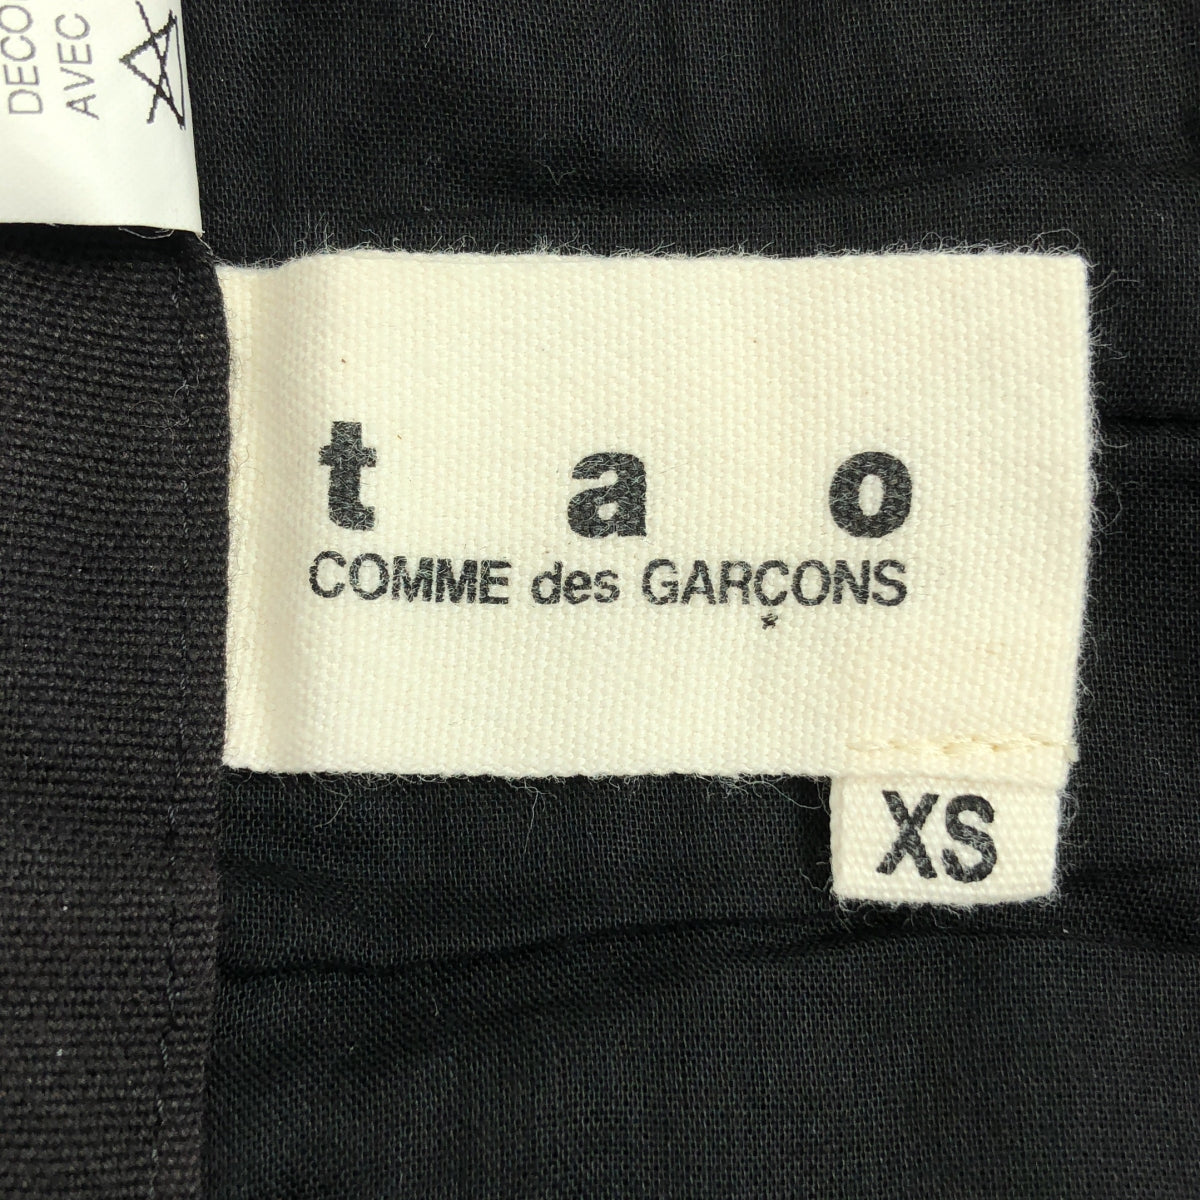 DECO
AVEC
t a o
COMME des GARÇONS
XS